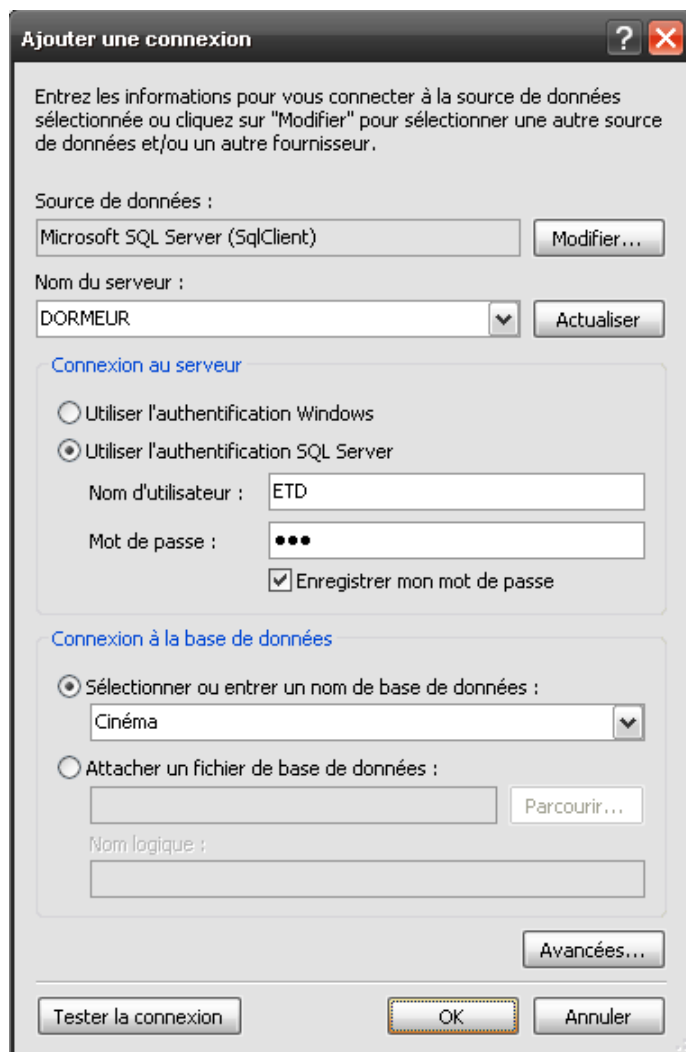 Ajouter une connexion
Entrez les informations pour vous connecter à la source de données
sélectionnée ou cliquez sur "Modifier" pour sélectionner une autre source
de données et/ou un autre fournisseur.
Source de données :
Microsoft SQL Server (SqlClient)
Modifier...
Nom du serveur :
DORMEUR
Actualiser
Connexion au serveur
Utiliser l'authentification Windows
Utiliser l'authentification SQL Server
Nom d'utilisateur :
ETD
Mot de passe :
●●●
Enregistrer mon mot de passe
Connexion à la base de données
Sélectionner ou entrer un nom de base de données :
Cinéma
Attacher un fichier de base de données :
Parcourir...
Nom logique :
Avancées...
Tester la connexion
OK
Annuler